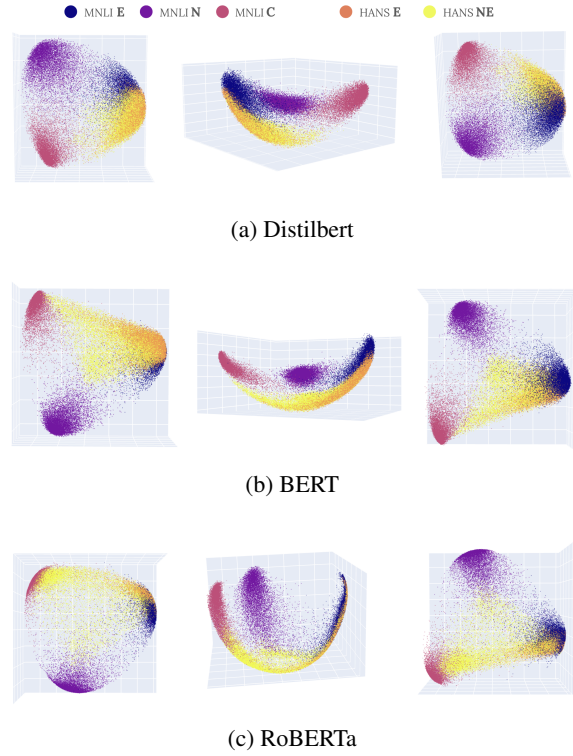 MNLI E MNLI N MNLI C HANS E HANS NE
(a) Distilbert
(b) BERT
(c) RoBERTa